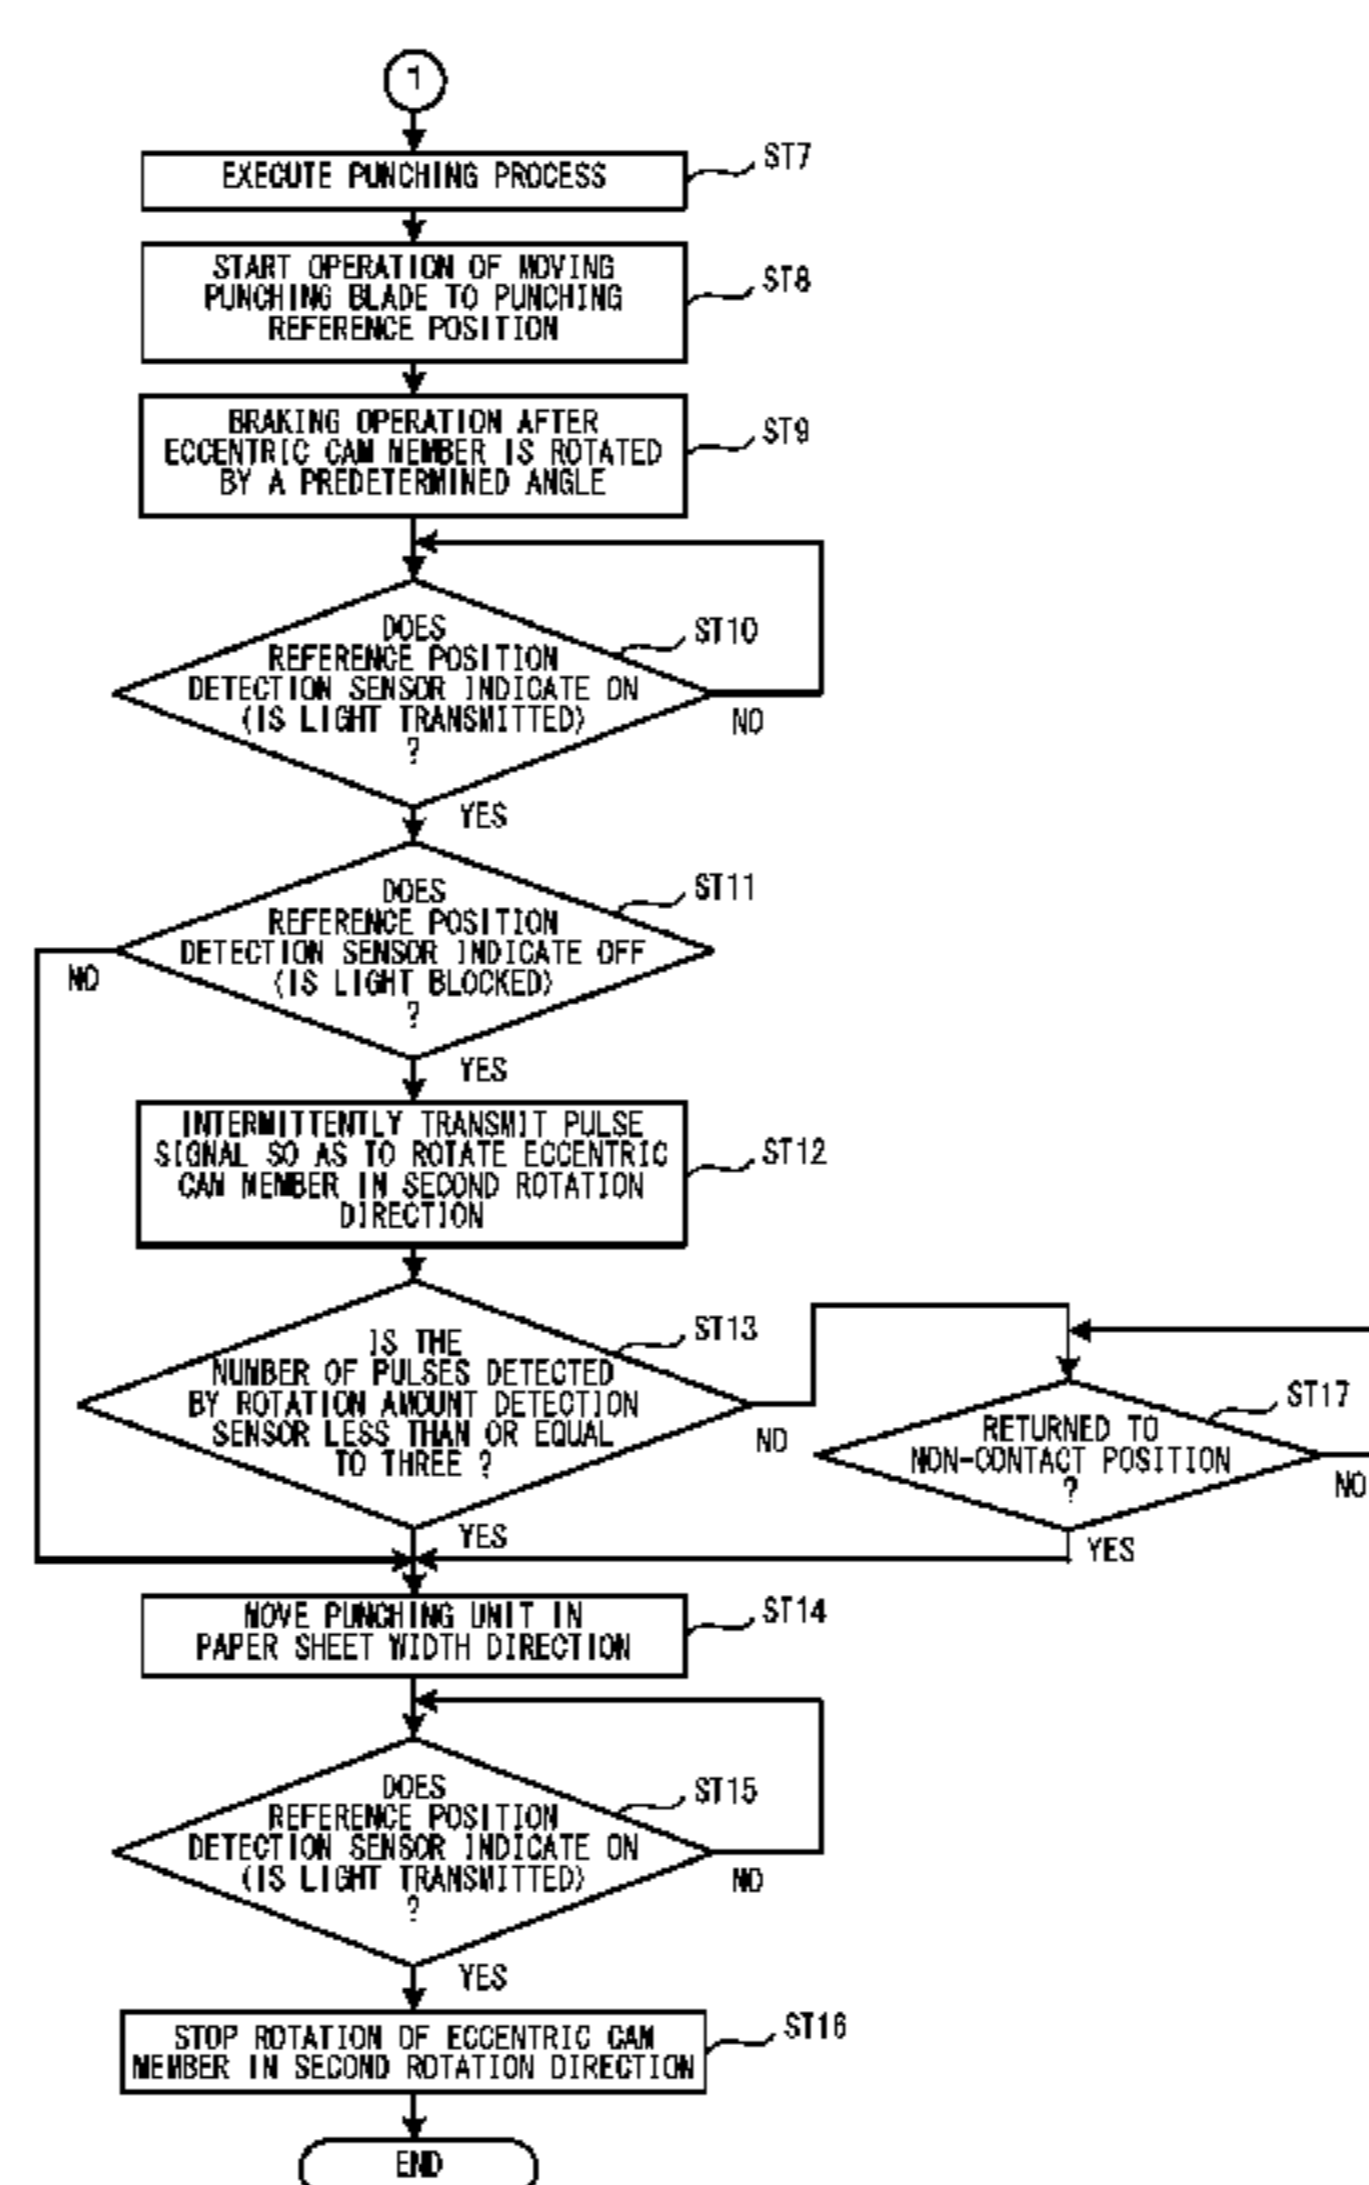 1
EXECUTE PUNCHING PROCESS
ST7
START OPERATION OF MOVING
PUNCHING BLADE TO PUNCHING
REFERENCE POSITION
ST8
BRAKING OPERATION AFTER
ECCENTRIC CAM MEMBER IS ROTATED
BY A PREDETERMINED ANGLE
ST9
DOES
REFERENCE POSITION
DETECTION SENSOR INDICATE ON
(IS LIGHT TRANSMITTED)
?
ST10
NO
YES
DOES
REFERENCE POSITION
DETECTION SENSOR INDICATE OFF
(IS LIGHT BLOCKED)
?
ST11
NO
YES
INTERMITTENTLY TRANSMIT PULSE
SIGNAL SO AS TO ROTATE ECCENTRIC
CAM MEMBER IN SECOND ROTATION
DIRECTION
ST12
IS THE
NUMBER OF PULSES DETECTED
BY ROTATION AMOUNT DETECTION
SENSOR LESS THAN OR EQUAL
TO THREE ?
ST13
NO
YES
RETURNED TO
NON-CONTACT POSITION
?
ST17
NO
YES
MOVE PUNCHING UNIT IN
PAPER SHEET WIDTH DIRECTION
ST14
DOES
REFERENCE POSITION
DETECTION SENSOR INDICATE ON
(IS LIGHT TRANSMITTED)
?
ST15
NO
YES
STOP ROTATION OF ECCENTRIC CAM
MEMBER IN SECOND ROTATION DIRECTION
ST16
END